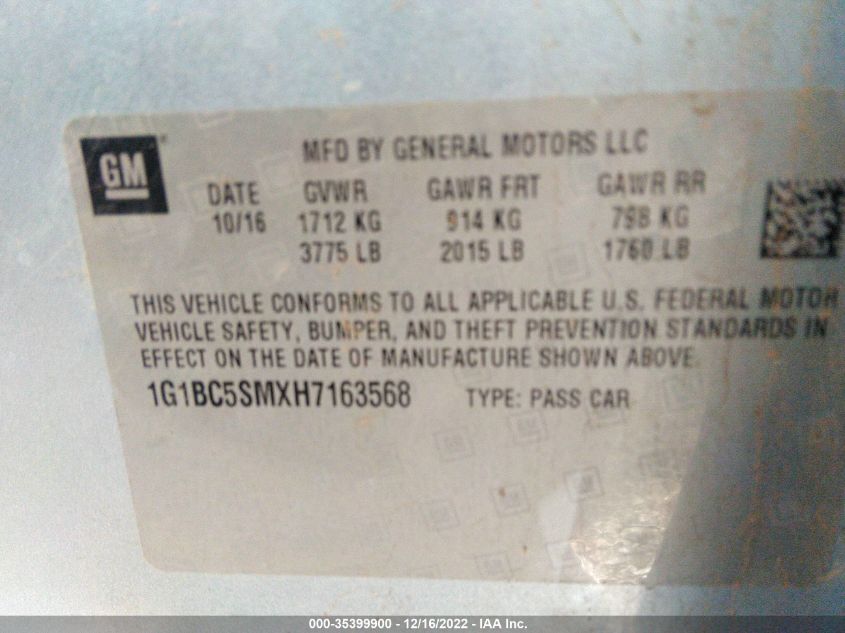 GM
MFD BY GENERAL MOTORS LLC
DATE GVWR GAWR FRT GAWR RR
10/16 1712 KG 914 KG 798 KG
3775 LB 2015 LB 1760 LB
THIS VEHICLE CONFORMS TO ALL APPLICABLE U.S. FEDERAL MOTOR
VEHICLE SAFETY, BUMPER, AND THEFT PREVENTION STANDARDS IN
EFFECT ON THE DATE OF MANUFACTURE SHOWN ABOVE.
1G1BC5SMXH7163568 TYPE: PASS CAR
000-35399900 - 12/16/2022 - IAA Inc.